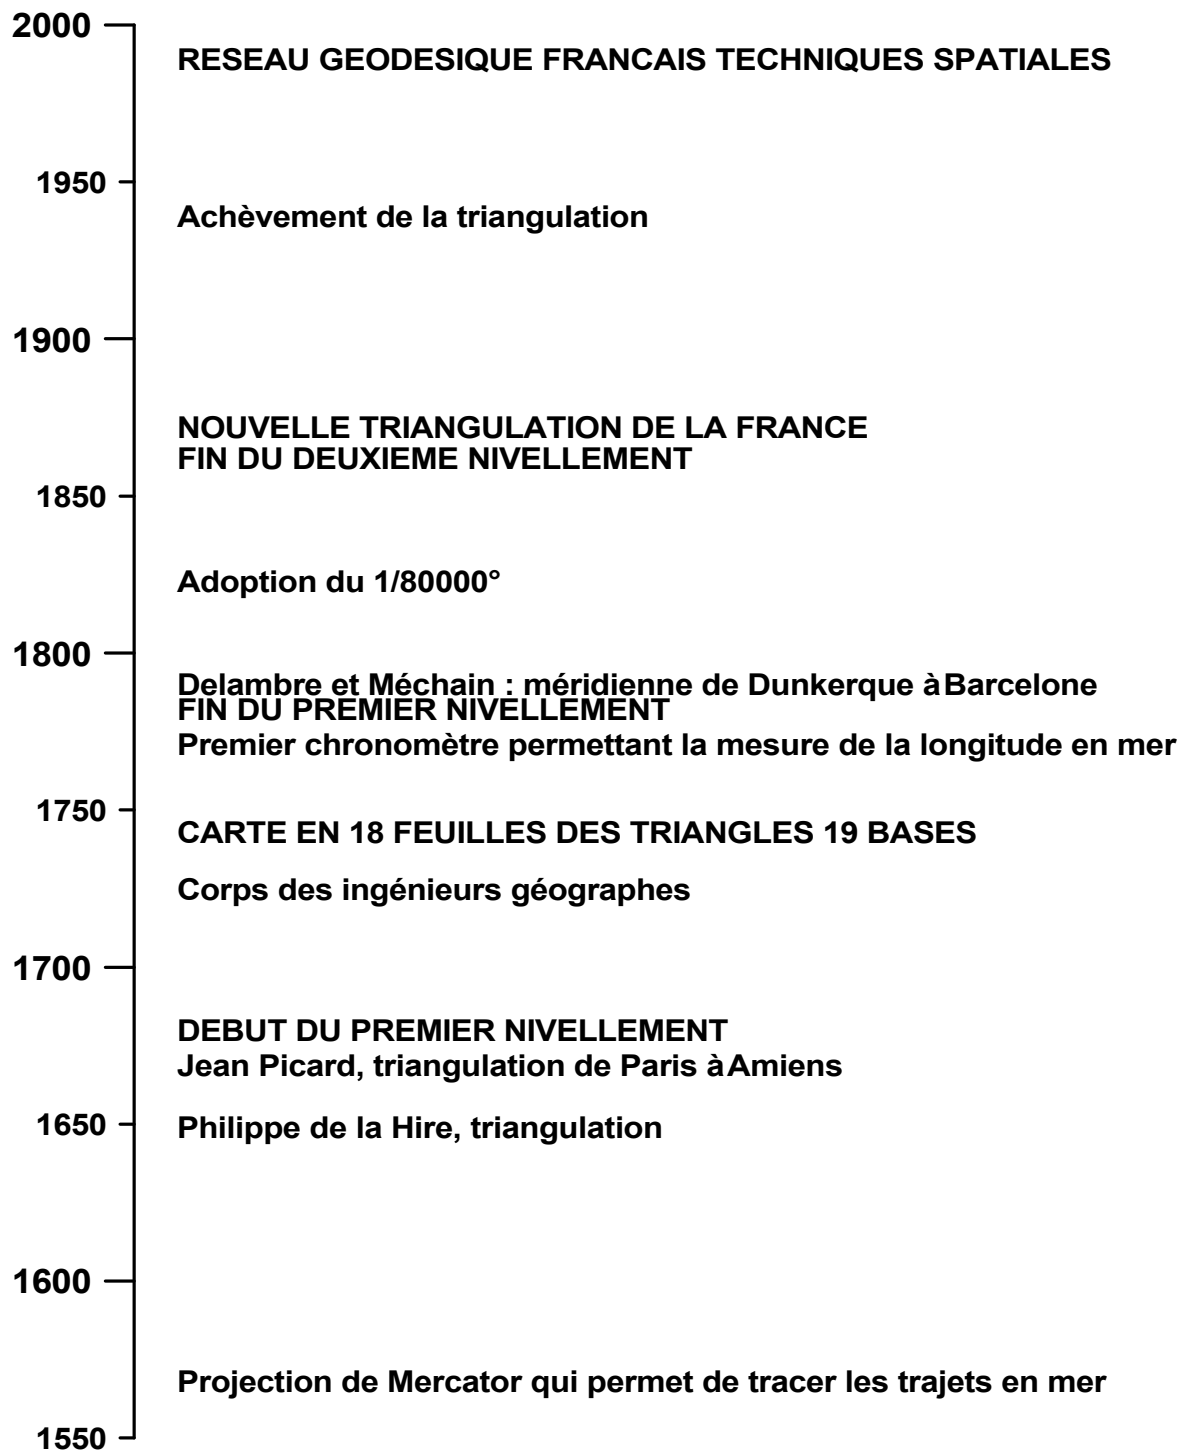 2000
RESEAU GEODESIQUE FRANCAIS TECHNIQUES SPATIALES
1950
Achèvement de la triangulation
1900
NOUVELLE TRIANGULATION DE LA FRANCE
FIN DU DEUXIEME NIVELLEMENT
1850
Adoption du 1/80000°
1800
Delambre et Méchain : méridienne de Dunkerque à Barcelone
FIN DU PREMIER NIVELLEMENT
Premier chronomètre permettant la mesure de la longitude en mer
1750
CARTE EN 18 FEUILLES DES TRIANGLES 19 BASES
Corps des ingénieurs géographes
1700
DEBUT DU PREMIER NIVELLEMENT
Jean Picard, triangulation de Paris à Amiens
1650
Philippe de la Hire, triangulation
1600
Projection de Mercator qui permet de tracer les trajets en mer
1550